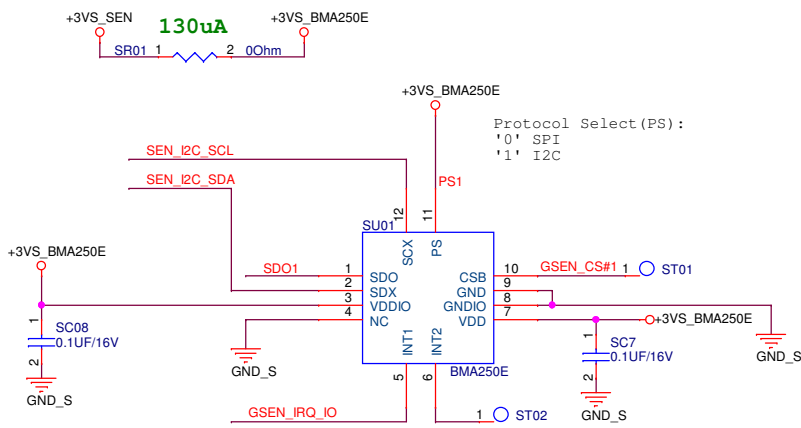 +3VS_SEN
130uA
+3VS_BMA250E
SR01 1 2 0Ohm
+3VS_BMA250E
Protocol Select(PS):
'0' SPI
'1' I2C
SEN_I2C_SCL
SEN_I2C_SDA
PS1
12
11
SU01
SCX
PS
+3VS_BMA250E
SDO1
1
SDO
CSB
10
GSEN_CS#1
1
ST01
2
SDX
GND
9
3
VDDIO
GNDIO
8
4
NC
VDD
7
+3VS_BMA250E
INT1
INT2
1
SC08
0.1UF/16V
2
GND_S
GND_S
5
6
BMA250E
1
SC7
0.1UF/16V
2
GND_S
GND_S
GSEN_IRQ_IO
1
ST02